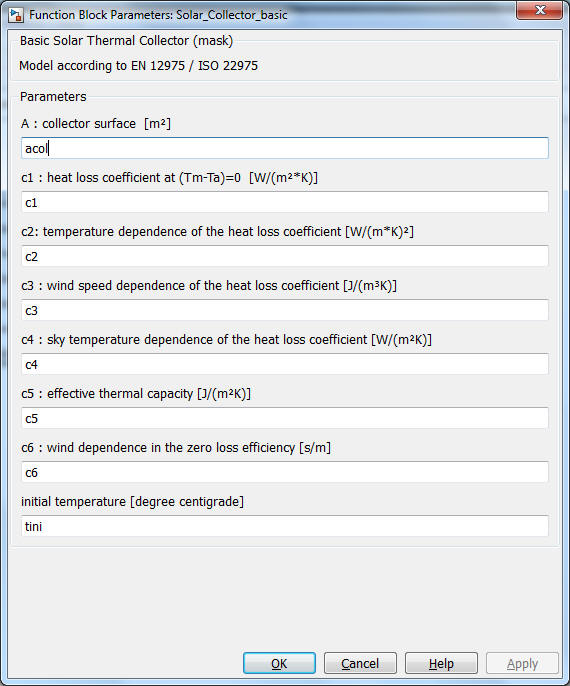 Function Block Parameters: Solar_Collector_basic
Basic Solar Thermal Collector (mask)
Model according to EN 12975 / ISO 22975
Parameters
A : collector surface [m²]
acol
c1 : heat loss coefficient at (Tm-Ta)=0 [W/(m²*K)]
c1
c2: temperature dependence of the heat loss coefficient [W/(m*K)²]
c2
c3 : wind speed dependence of the heat loss coefficient [J/(m³K)]
c3
c4 : sky temperature dependence of the heat loss coefficient [W/(m²K)]
c4
c5 : effective thermal capacity [J/(m²K)]
c5
c6 : wind dependence in the zero loss efficiency [s/m]
c6
initial temperature [degree centigrade]
tini
OK Cancel Help Apply